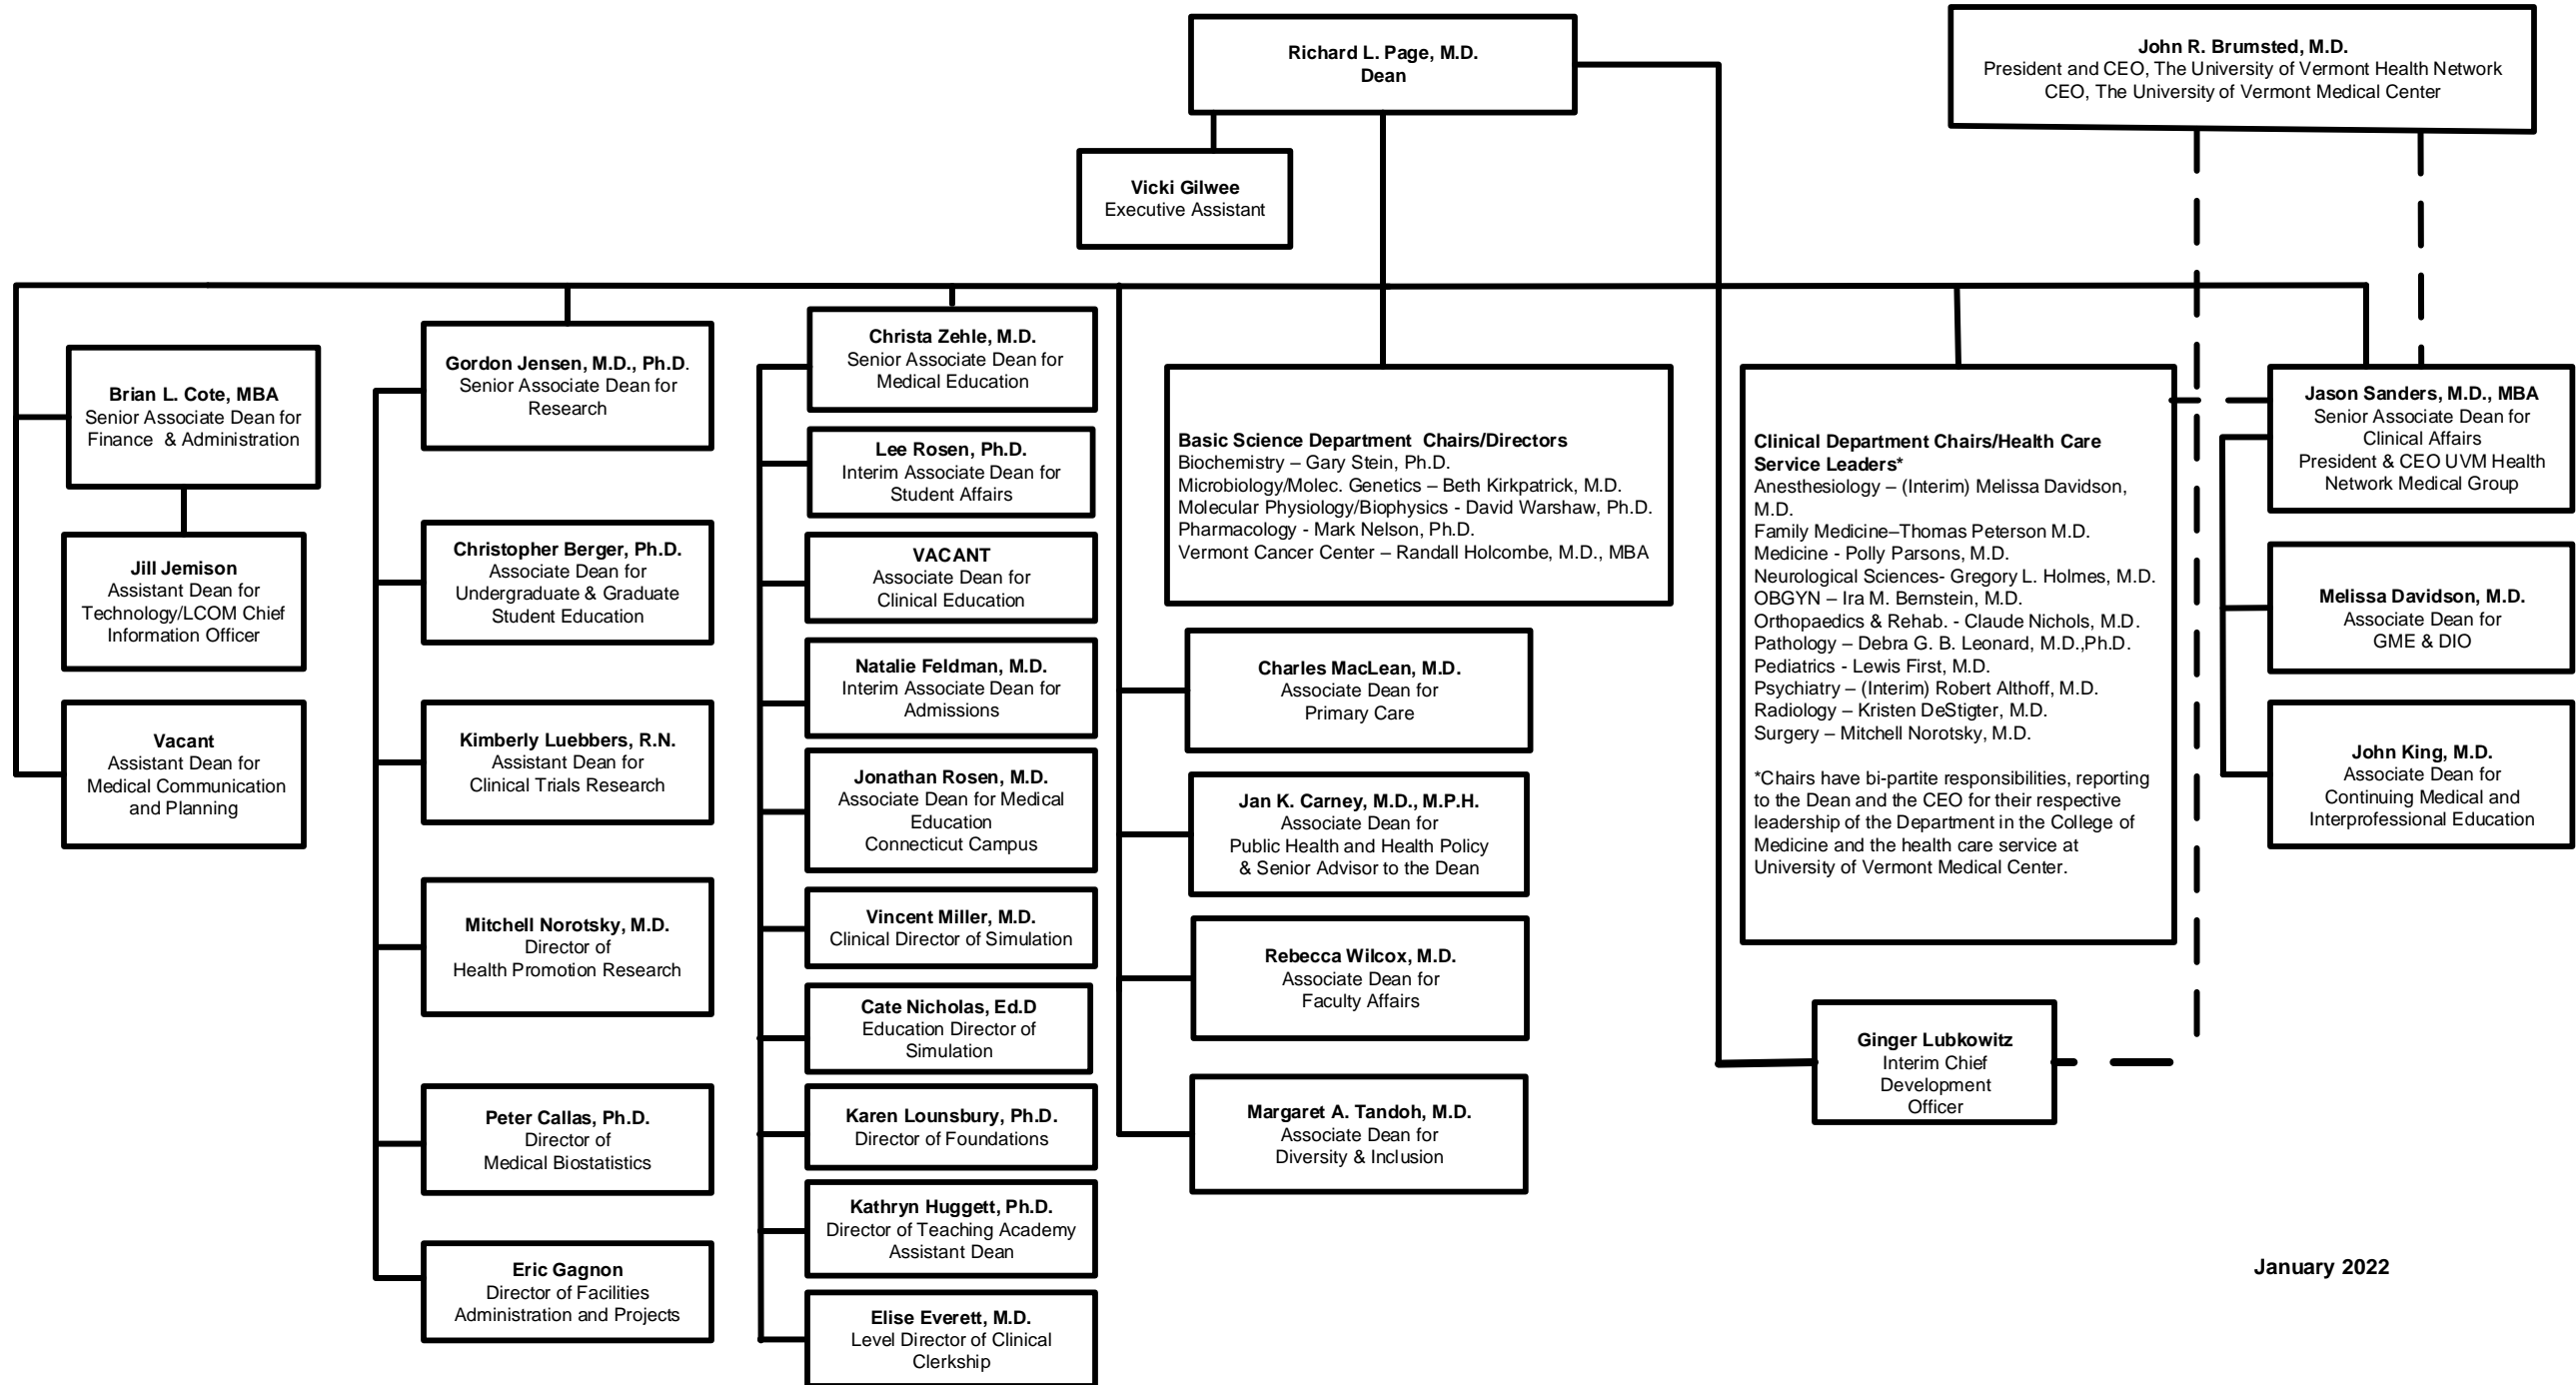 Richard L. Page, M.D.
Dean
John R. Brumsted, M.D.
President and CEO, The University of Vermont Health Network
CEO, The University of Vermont Medical Center
Vicki Gilwee
Executive Assistant
Brian L. Cote, MBA
Senior Associate Dean for
Finance & Administration
Jill Jemison
Assistant Dean for
Technology/LCOM Chief
Information Officer
Vacant
Assistant Dean for
Medical Communication
and Planning
Gordon Jensen, M.D., Ph.D.
Senior Associate Dean for
Research
Christopher Berger, Ph.D.
Associate Dean for
Undergraduate & Graduate
Student Education
Kimberly Luebbers, R.N.
Assistant Dean for
Clinical Trials Research
Mitchell Norotsky, M.D.
Director of
Health Promotion Research
Peter Callas, Ph.D.
Director of
Medical Biostatistics
Eric Gagnon
Director of Facilities
Administration and Projects
Christa Zehle, M.D.
Senior Associate Dean for
Medical Education
Lee Rosen, Ph.D.
Interim Associate Dean for
Student Affairs
VACANT
Associate Dean for
Clinical Education
Natalie Feldman, M.D.
Interim Associate Dean for
Admissions
Jonathan Rosen, M.D.
Associate Dean for Medical
Education
Connecticut Campus
Vincent Miller, M.D.
Clinical Director of Simulation
Cate Nicholas, Ed.D
Education Director of
Simulation
Karen Lounsbury, Ph.D.
Director of Foundations
Kathryn Huggett, Ph.D.
Director of Teaching Academy
Assistant Dean
Elise Everett, M.D.
Level Director of Clinical
Clerkship
Basic Science Department Chairs/Directors
Biochemistry – Gary Stein, Ph.D.
Microbiology/Molec. Genetics – Beth Kirkpatrick, M.D.
Molecular Physiology/Biophysics - David Warshaw, Ph.D.
Pharmacology - Mark Nelson, Ph.D.
Vermont Cancer Center – Randall Holcombe, M.D., MBA
Charles MacLean, M.D.
Associate Dean for
Primary Care
Jan K. Carney, M.D., M.P.H.
Associate Dean for
Public Health and Health Policy
& Senior Advisor to the Dean
Rebecca Wilcox, M.D.
Associate Dean for
Faculty Affairs
Margaret A. Tandoh, M.D.
Associate Dean for
Diversity & Inclusion
Clinical Department Chairs/Health Care
Service Leaders*
Anesthesiology – (Interim) Melissa Davidson,
M.D.
Family Medicine–Thomas Peterson M.D.
Medicine - Polly Parsons, M.D.
Neurological Sciences- Gregory L. Holmes, M.D.
OBGYN – Ira M. Bernstein, M.D.
Orthopaedics & Rehab. - Claude Nichols, M.D.
Pathology – Debra G. B. Leonard, M.D.,Ph.D.
Pediatrics - Lewis First, M.D.
Psychiatry – (Interim) Robert Althoff, M.D.
Radiology – Kristen DeStigter, M.D.
Surgery – Mitchell Norotsky, M.D.
*Chairs have bi-partite responsibilities, reporting
to the Dean and the CEO for their respective
leadership of the Department in the College of
Medicine and the health care service at
University of Vermont Medical Center.
Ginger Lubkowitz
Interim Chief
Development
Officer
Jason Sanders, M.D., MBA
Senior Associate Dean for
Clinical Affairs
President & CEO UVM Health
Network Medical Group
Melissa Davidson, M.D.
Associate Dean for
GME & DIO
John King, M.D.
Associate Dean for
Continuing Medical and
Interprofessional Education
January 2022